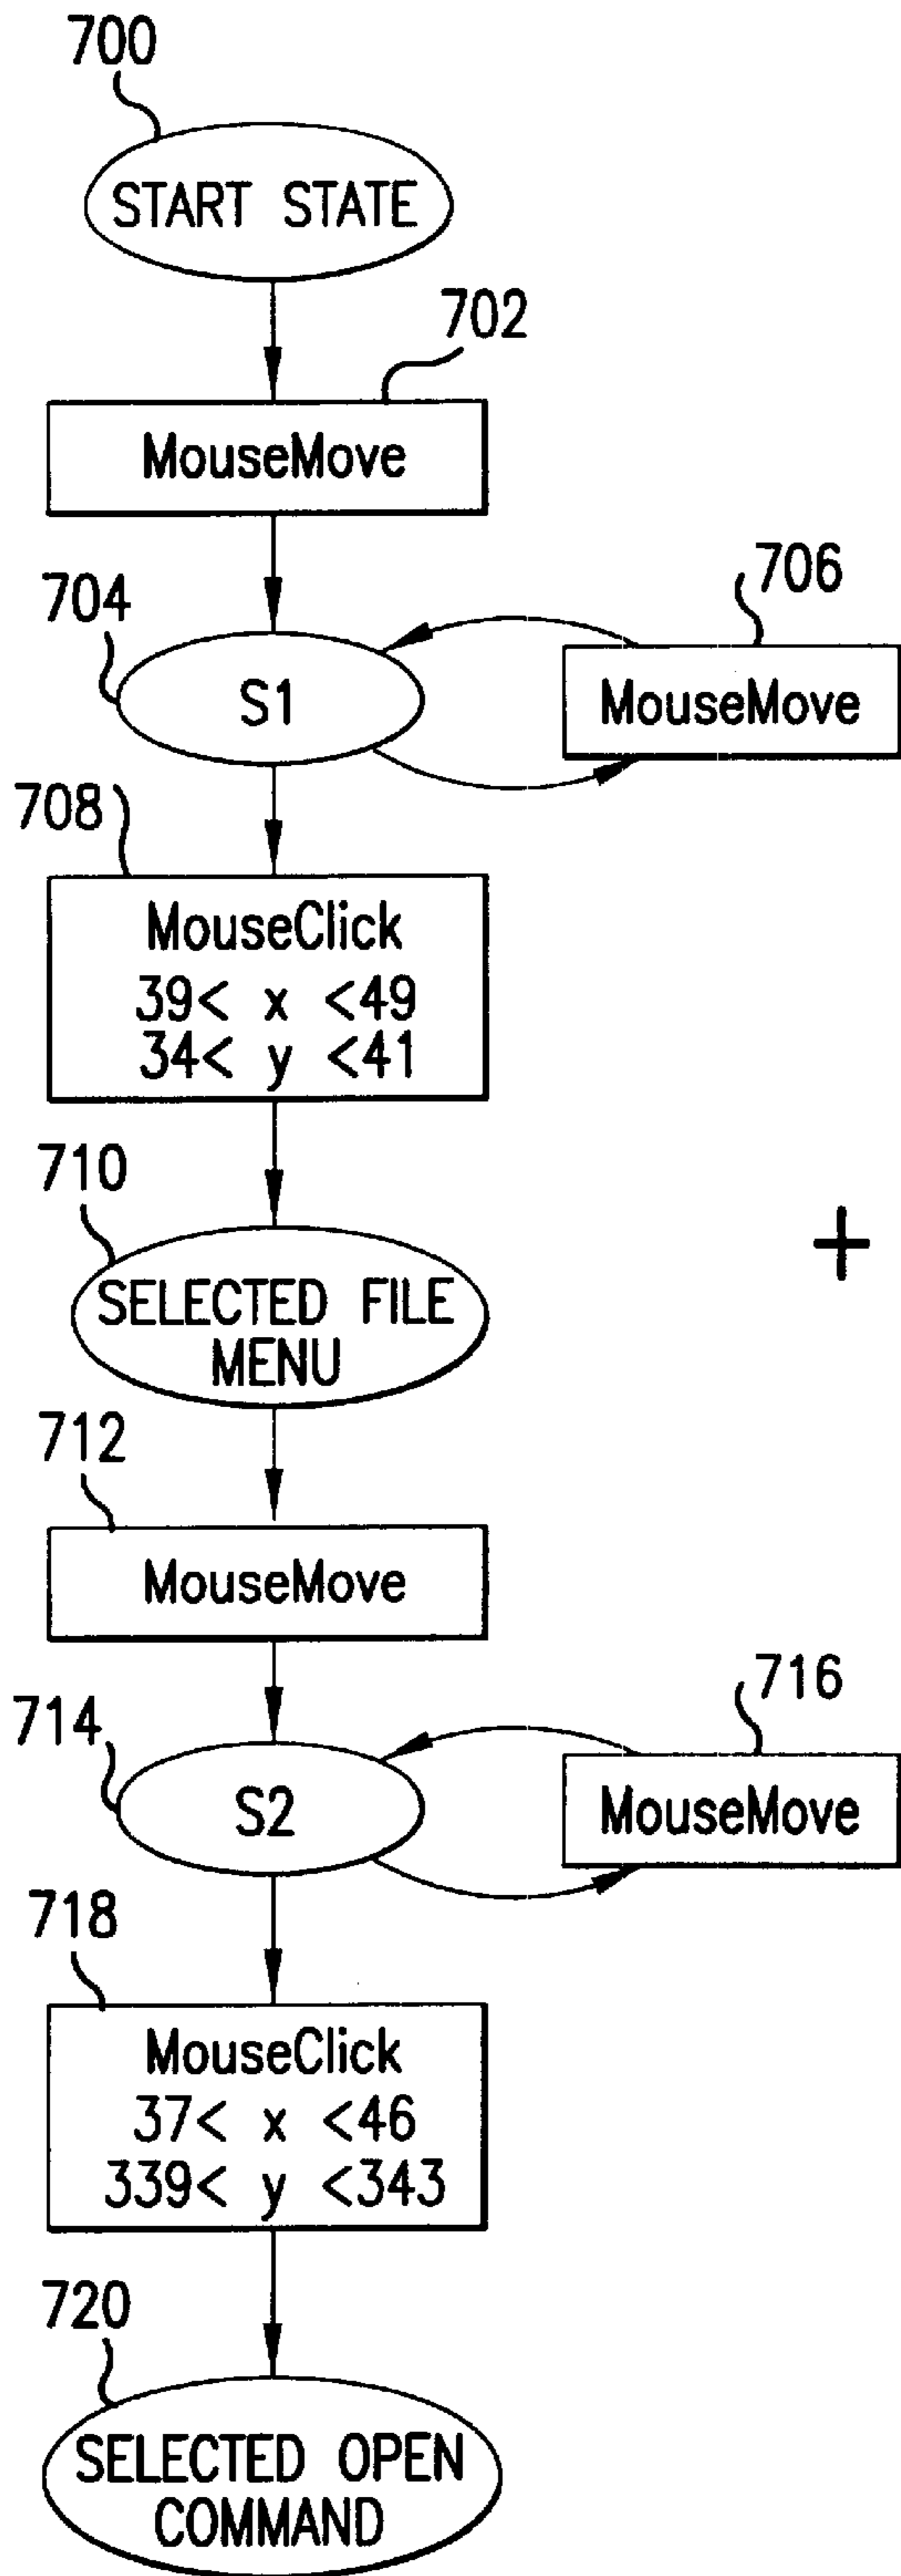 700
START STATE
702
MouseMove
704
706
S1
MouseMove
708
MouseClick
39< x <49
34< y <41
710
+
SELECTED FILE
MENU
712
MouseMove
714
716
S2
MouseMove
718
MouseClick
37< x <46
339< y <343
720
SELECTED OPEN
COMMAND